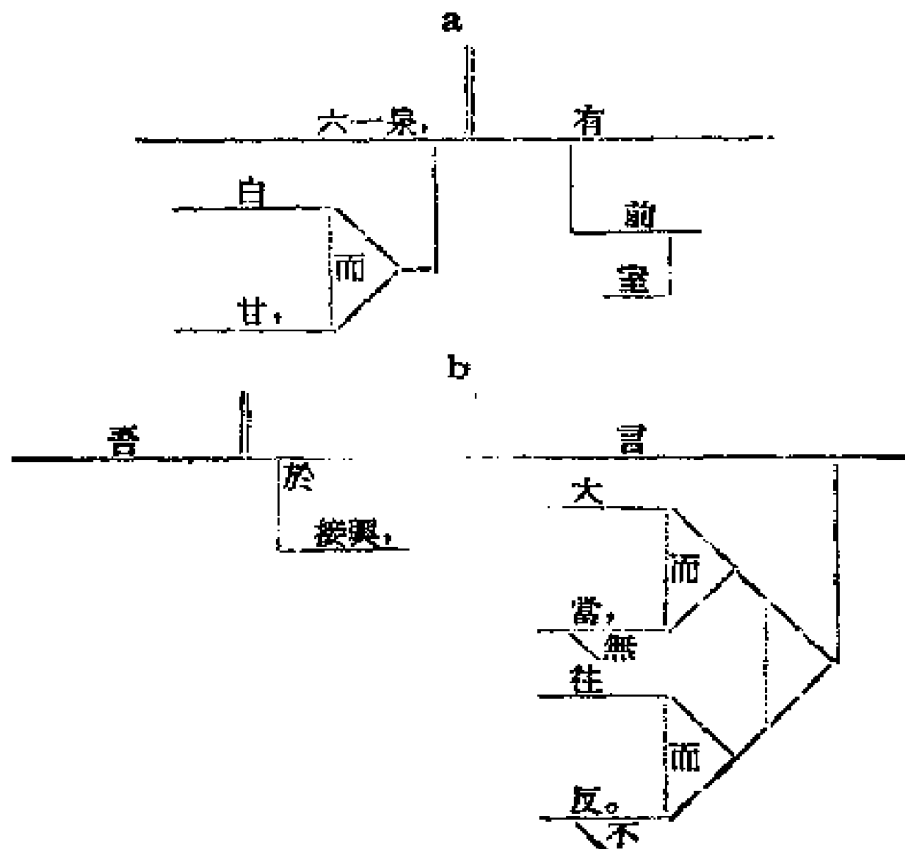 a
六一泉, 有
白 前
而
室
甘,
b
吾 言
於 大
接輿, 而
當,
無
往
而
反。
不